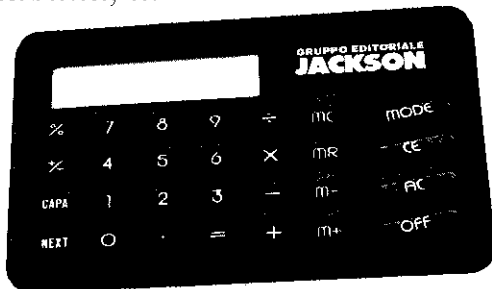 GRUPPO EDITORIALE
JACKSON
% 7 8 9 ÷ MC MODE
+/- 4 5 6 × MR CE
CAPA 1 2 3 − M- AC
NEXT 0 . = + M+ OFF